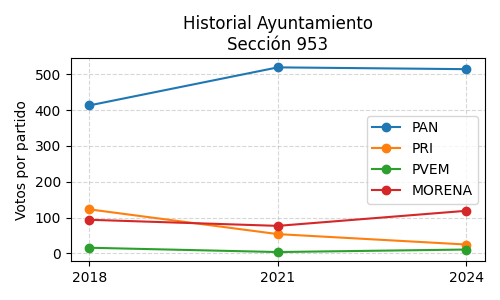 Historial Ayuntamiento
Sección 953
Votos por partido
500
400
300
200
100
0
PAN
PRI
PVEM
MORENA
2018
2021
2024